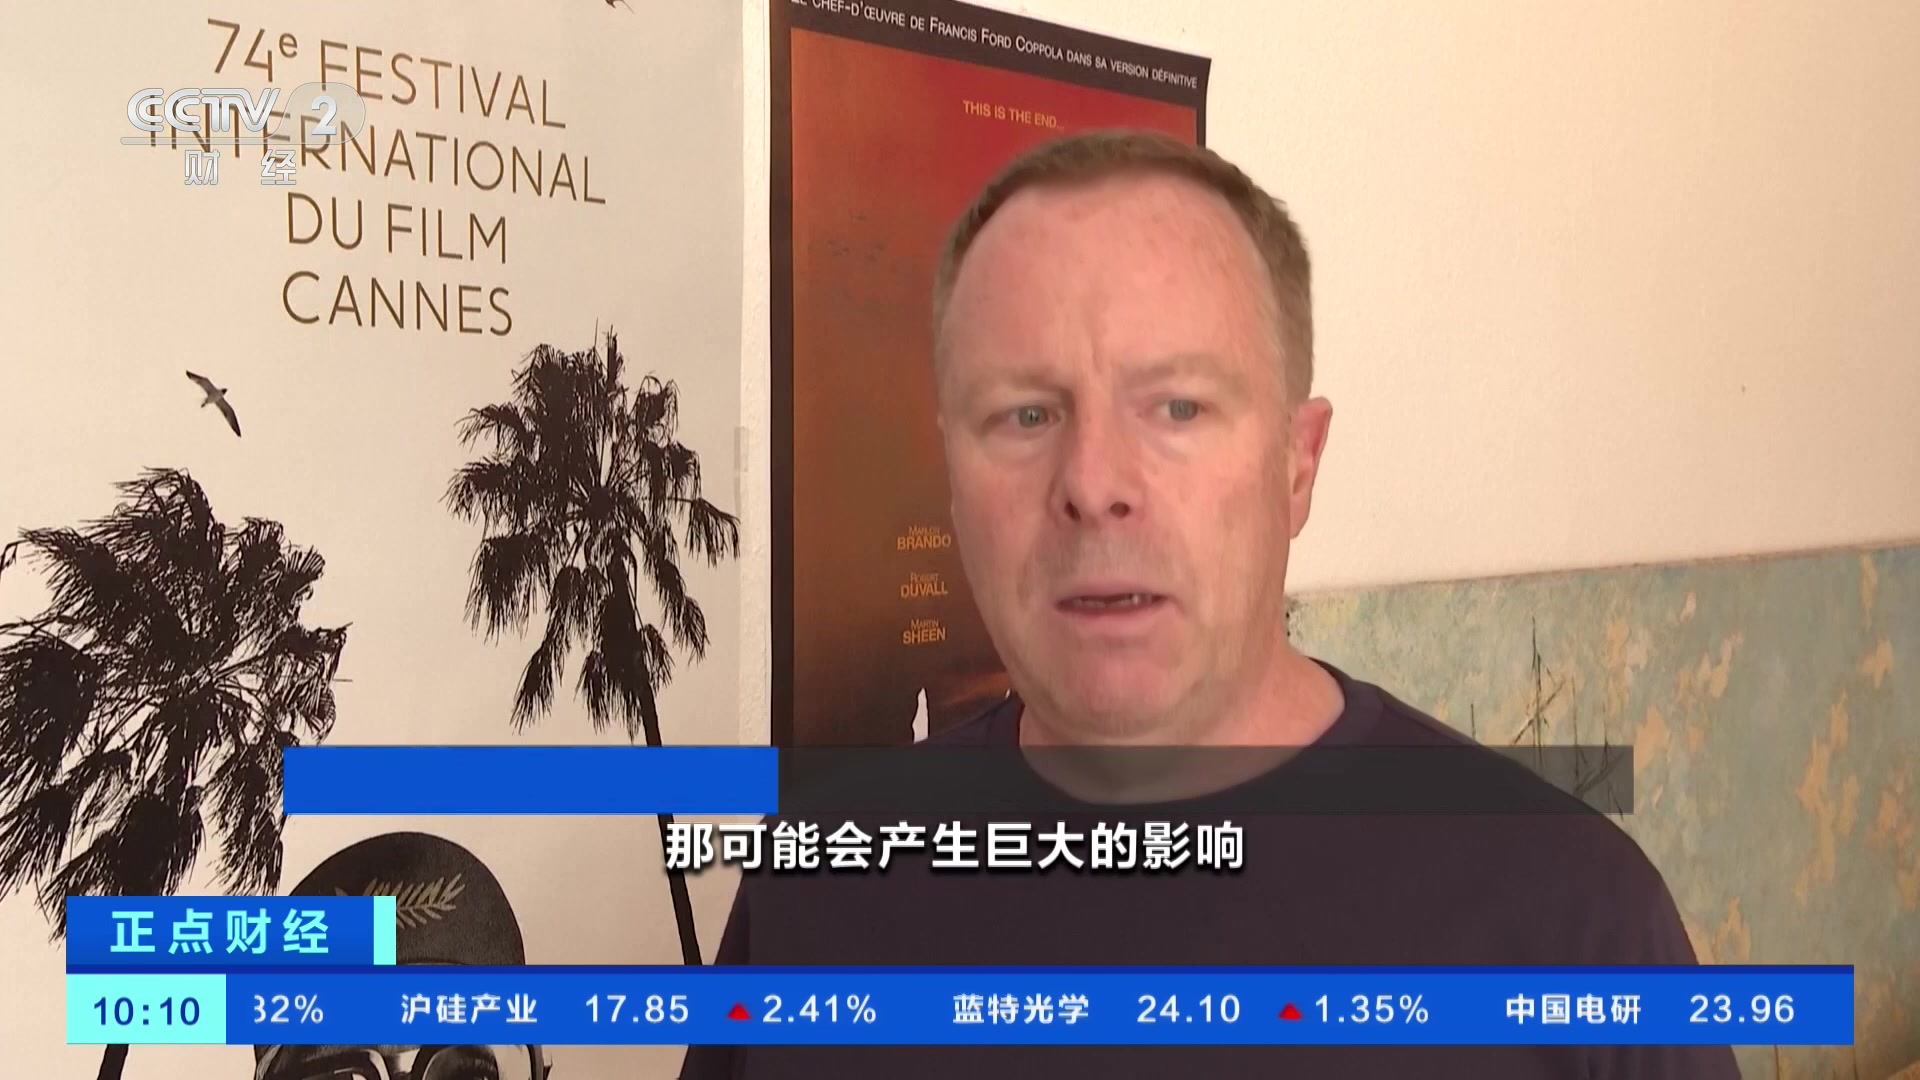 74e FESTIVAL
INTERNATIONAL
DU FILM
CANNES
CCTV 2
财经
CHEF-D'ŒUVRE DE FRANCIS FORD COPPOLA DANS SA VERSION DÉFINITIVE
THIS IS THE END...
MARLON
BRANDO
ROBERT
DUVALL
MARTIN
SHEEN
那可能会产生巨大的影响
正点财经
10:10 32% 沪硅产业 17.85 ▲ 2.41% 蓝特光学 24.10 ▲ 1.35% 中国电研 23.96